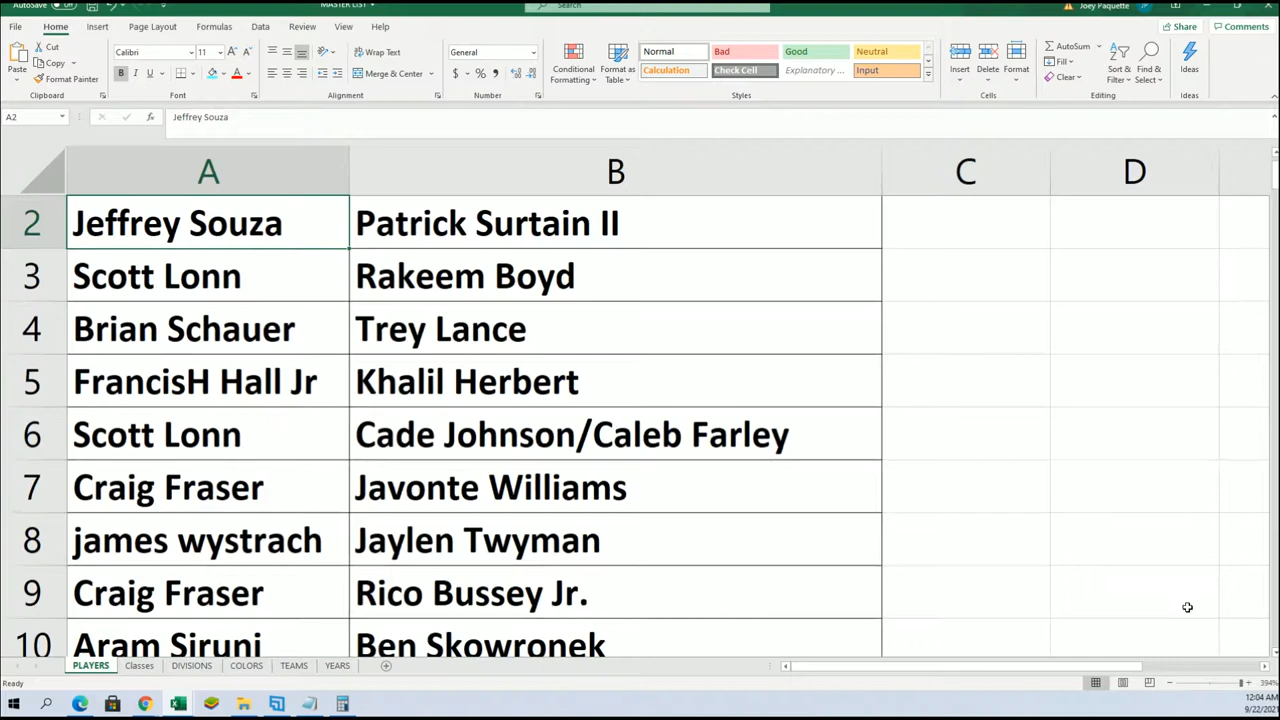 AutoSave Off MASTER LIST Search Joey Paquette
File Home Insert Page Layout Formulas Data Review View Help Share Comments
Paste Cut Copy Format Painter Clipboard
Calibri 11 B I U A Font
Wrap Text Merge & Center Alignment
General $ % Number
Conditional Formatting Format as Table
Normal Bad Good Neutral
Calculation Check Cell Explanatory ... Input
Styles
Insert Delete Format Cells
AutoSum Fill Clear Sort & Filter Find & Select Editing
Ideas Ideas
A2 fx Jeffrey Souza
A B C D
2 Jeffrey Souza Patrick Surtain II
3 Scott Lonn Rakeem Boyd
4 Brian Schauer Trey Lance
5 FrancisH Hall Jr Khalil Herbert
6 Scott Lonn Cade Johnson/Caleb Farley
7 Craig Fraser Javonte Williams
8 james wystrach Jaylen Twyman
9 Craig Fraser Rico Bussey Jr.
10 Aram Siruni Ben Skowronek
PLAYERS Classes DIVISIONS COLORS TEAMS YEARS
Ready 394%
12:04 AM